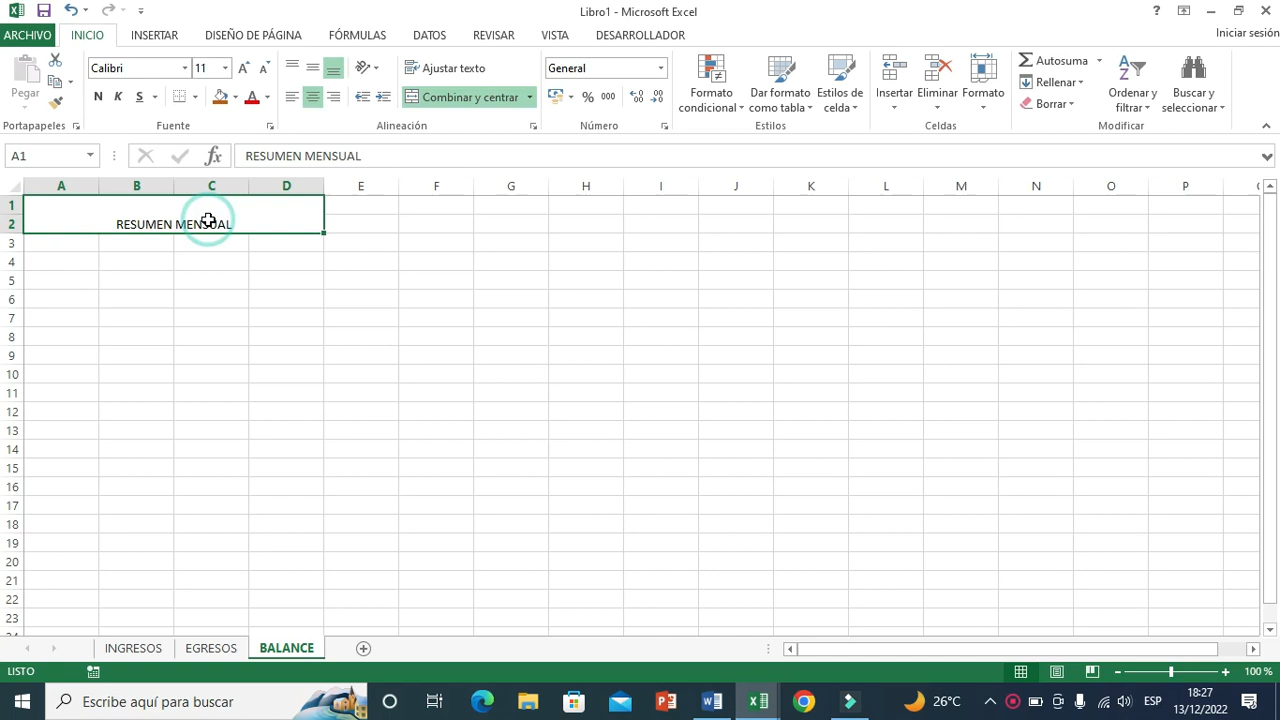 Libro1 - Microsoft Excel
ARCHIVO INICIO INSERTAR DISEÑO DE PÁGINA FÓRMULAS DATOS REVISAR VISTA DESARROLLADOR Iniciar sesión
Pegar
Calibri 11
N K S
Ajustar texto
Combinar y centrar
General
% 000
Formato condicional
Dar formato como tabla
Estilos de celda
Insertar Eliminar Formato
Autosuma
Rellenar
Borrar
Ordenar y filtrar
Buscar y seleccionar
Portapapeles Fuente Alineación Número Estilos Celdas Modificar
A1 fx RESUMEN MENSUAL
A B C D E F G H I J K L M N O P
1
2 RESUMEN MENSUAL
3
4
5
6
7
8
9
10
11
12
13
14
15
16
17
18
19
20
21
22
23
INGRESOS EGRESOS BALANCE
LISTO 100 %
Escribe aquí para buscar 26°C ESP 18:27
13/12/2022